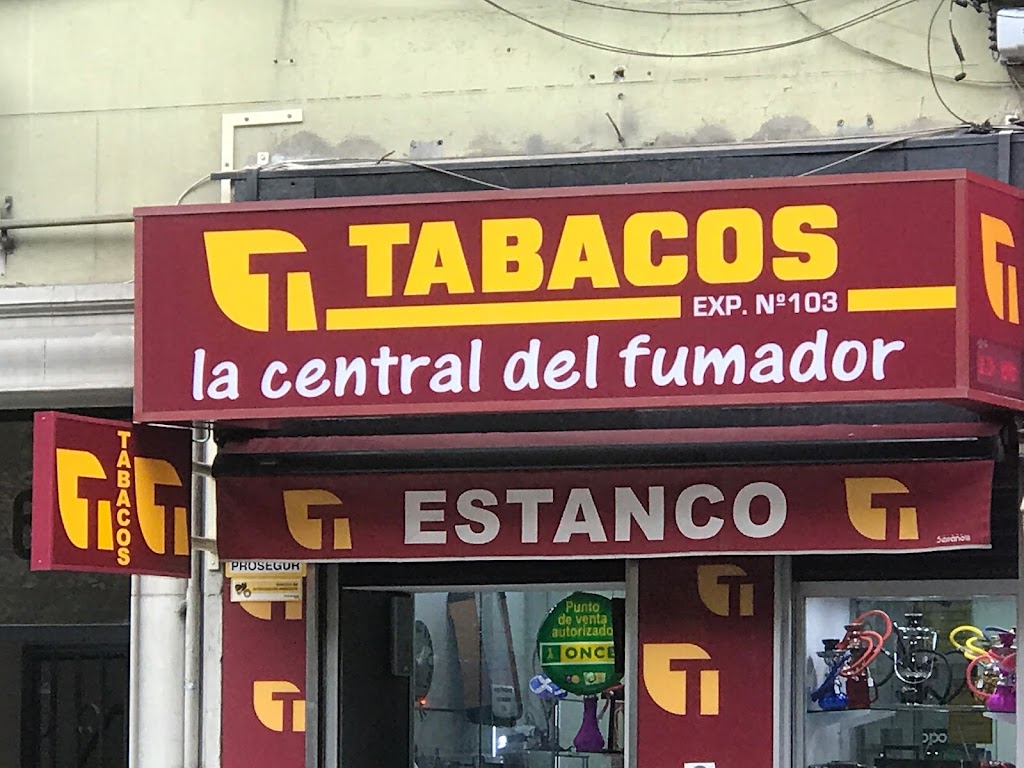 TABACOS
EXP. Nº103
la central del fumador
TABACOS
ESTANCO
PROSEGUR
Punto
de venta
autorizado
ONCE